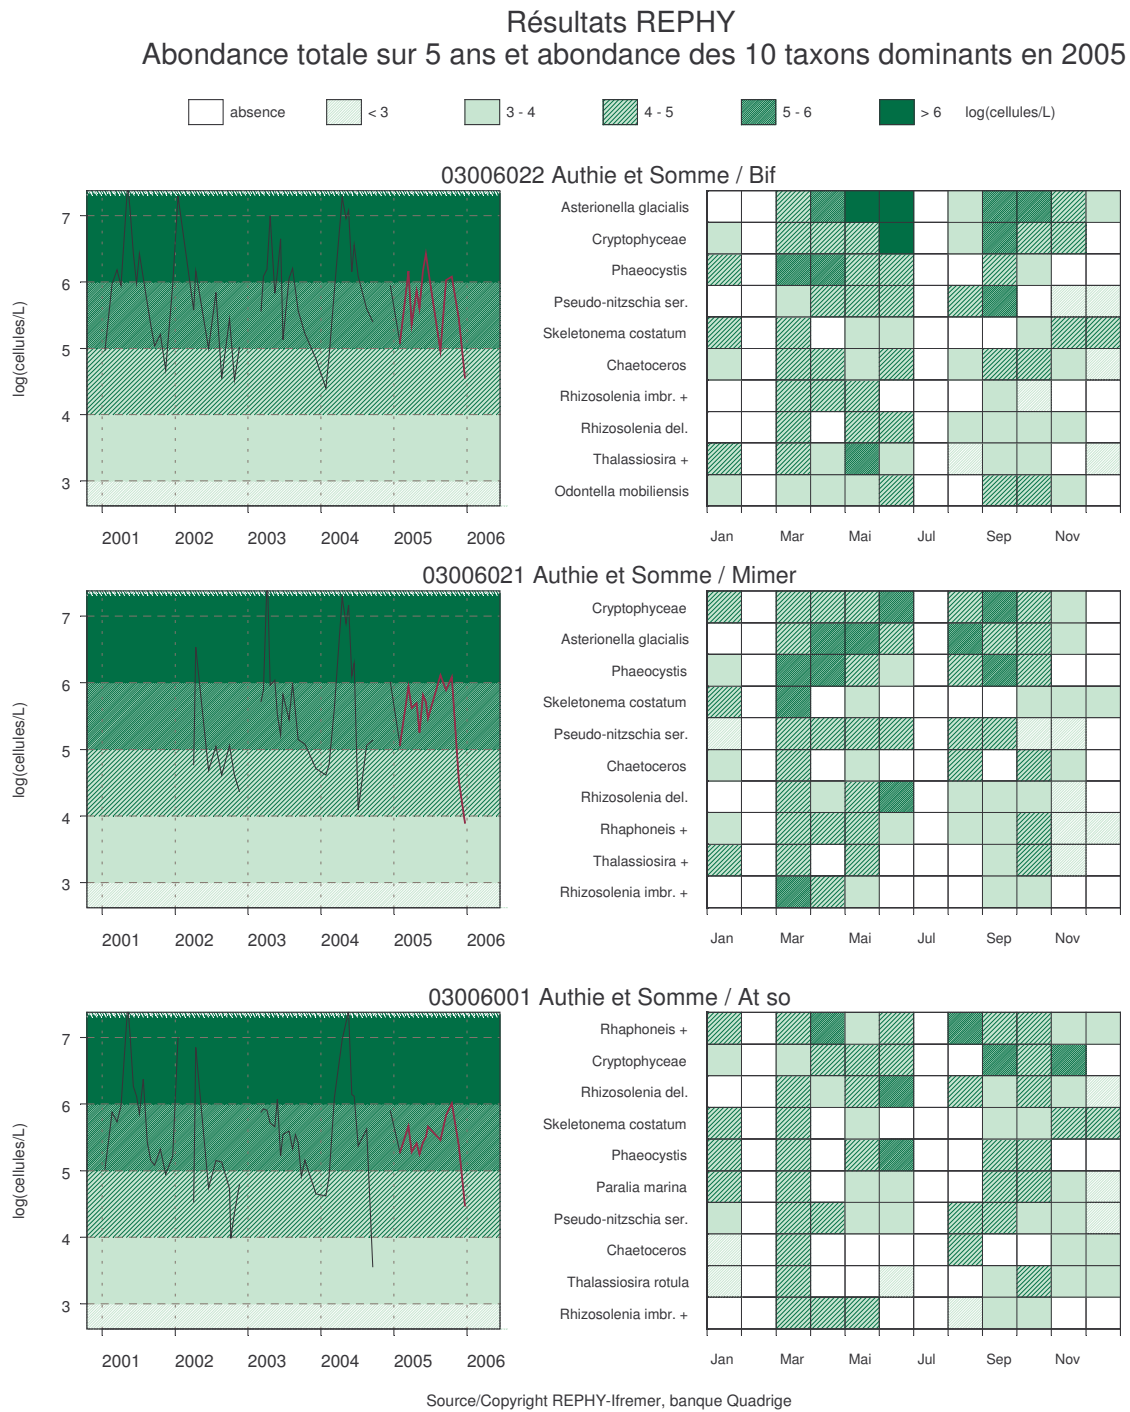 Résultats REPHY
Abondance totale sur 5 ans et abondance des 10 taxons dominants en 2005
absence < 3 3 - 4 4 - 5 5 - 6 > 6 log(cellules/L)
03006022 Authie et Somme / Bif
log(cellules/L)
7
6
5
4
3
2001 2002 2003 2004 2005 2006
Asterionella glacialis
Cryptophyceae
Phaeocystis
Pseudo-nitzschia ser.
Skeletonema costatum
Chaetoceros
Rhizosolenia imbr. +
Rhizosolenia del.
Thalassiosira +
Odontella mobiliensis
Jan Mar Mai Jul Sep Nov
03006021 Authie et Somme / Mimer
log(cellules/L)
7
6
5
4
3
2001 2002 2003 2004 2005 2006
Cryptophyceae
Asterionella glacialis
Phaeocystis
Skeletonema costatum
Pseudo-nitzschia ser.
Chaetoceros
Rhizosolenia del.
Rhaphoneis +
Thalassiosira +
Rhizosolenia imbr. +
Jan Mar Mai Jul Sep Nov
03006001 Authie et Somme / At so
log(cellules/L)
7
6
5
4
3
2001 2002 2003 2004 2005 2006
Rhaphoneis +
Cryptophyceae
Rhizosolenia del.
Skeletonema costatum
Phaeocystis
Paralia marina
Pseudo-nitzschia ser.
Chaetoceros
Thalassiosira rotula
Rhizosolenia imbr. +
Jan Mar Mai Jul Sep Nov
Source/Copyright REPHY-Ifremer, banque Quadrige